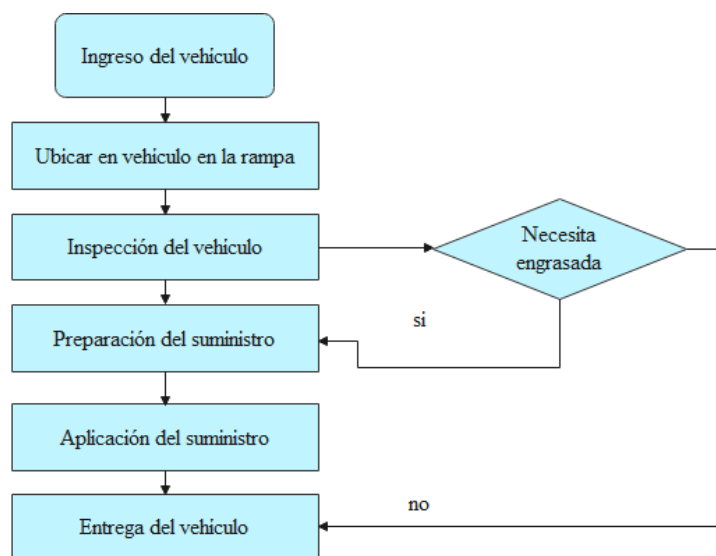 Ingreso del vehículo
Ubicar en vehículo en la rampa
Inspección del vehículo
Necesita
engrasada
si
Preparación del suministro
Aplicación del suministro
no
Entrega del vehículo